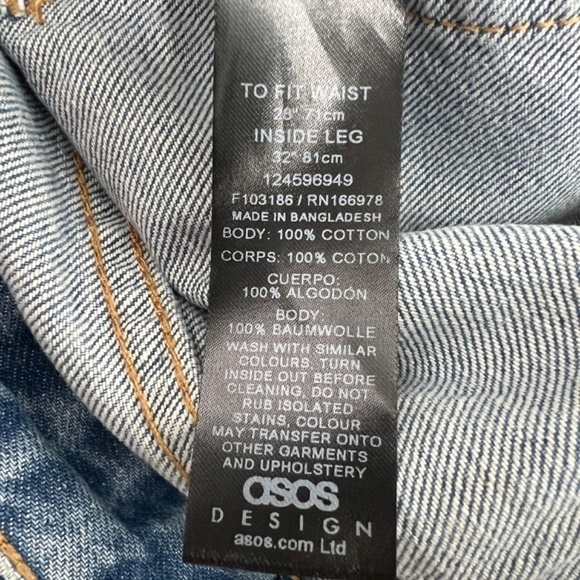 TO FIT WAIST
28" 71cm
INSIDE LEG
32" 81cm
124596949
F103186 / RN166978
MADE IN BANGLADESH
BODY: 100% COTTON
CORPS: 100% COTON
CUERPO:
100% ALGODÓN
BODY:
100% BAUMWOLLE
WASH WITH SIMILAR
COLOURS, TURN
INSIDE OUT BEFORE
CLEANING, DO NOT
RUB ISOLATED
STAINS, COLOUR
MAY TRANSFER ONTO
OTHER GARMENTS
AND UPHOLSTERY
asos
DESIGN
asos.com Ltd